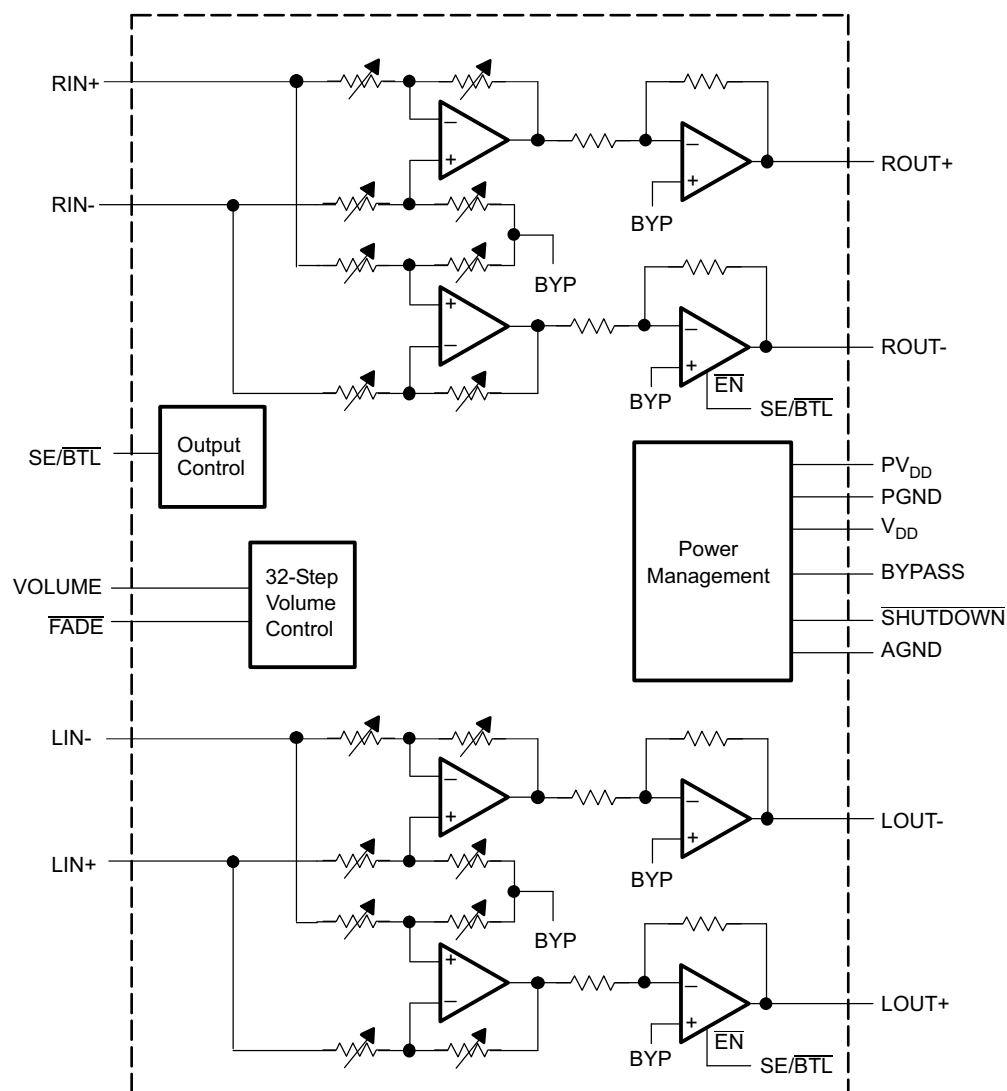 RIN+
RIN-
−
+
BYP
−
+
BYP
ROUT+
+
−
−
+
BYP
EN
SE/BTL
ROUT-
SE/BTL
Output
Control
VOLUME
FADE
32-Step
Volume
Control
Power
Management
PVDD
PGND
VDD
BYPASS
SHUTDOWN
AGND
LIN-
LIN+
−
+
BYP
−
+
BYP
LOUT-
+
−
−
+
BYP
EN
SE/BTL
LOUT+